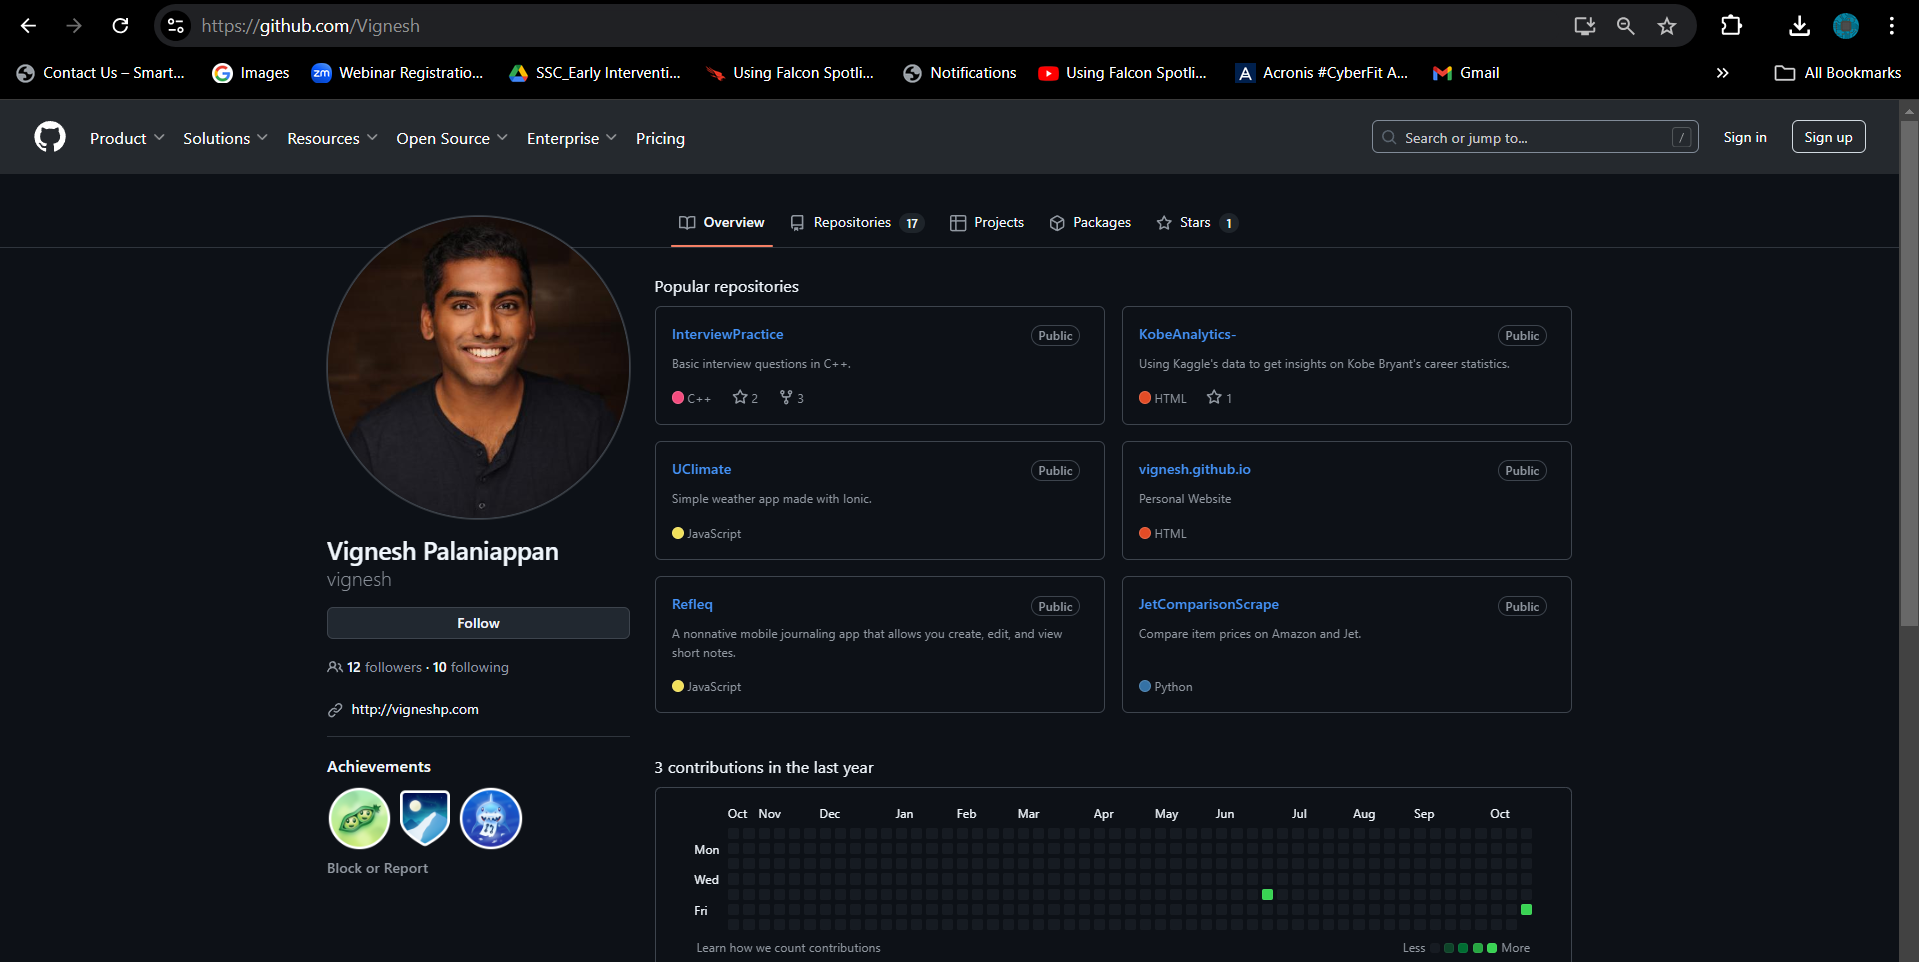 https://github.com/Vignesh
Contact Us – Smart...
Images
zm Webinar Registratio...
SSC_Early Interventi...
Using Falcon Spotli...
Notifications
Using Falcon Spotli...
A Acronis #CyberFit A...
Gmail
All Bookmarks
Product Solutions Resources Open Source Enterprise Pricing
Search or jump to... /
Sign in
Sign up
Overview
Repositories 17
Projects
Packages
Stars 1
Vignesh Palaniappan
vignesh
Follow
12 followers · 10 following
http://vigneshp.com
Achievements
Block or Report
Popular repositories
InterviewPractice Public
Basic interview questions in C++.
C++ 2 3
KobeAnalytics- Public
Using Kaggle's data to get insights on Kobe Bryant's career statistics.
HTML 1
UClimate Public
Simple weather app made with Ionic.
JavaScript
vignesh.github.io Public
Personal Website
HTML
Refleq Public
A nonnative mobile journaling app that allows you create, edit, and view
short notes.
JavaScript
JetComparisonScrape Public
Compare item prices on Amazon and Jet.
Python
3 contributions in the last year
Oct Nov Dec Jan Feb Mar Apr May Jun Jul Aug Sep Oct
Mon
Wed
Fri
Learn how we count contributions
Less More